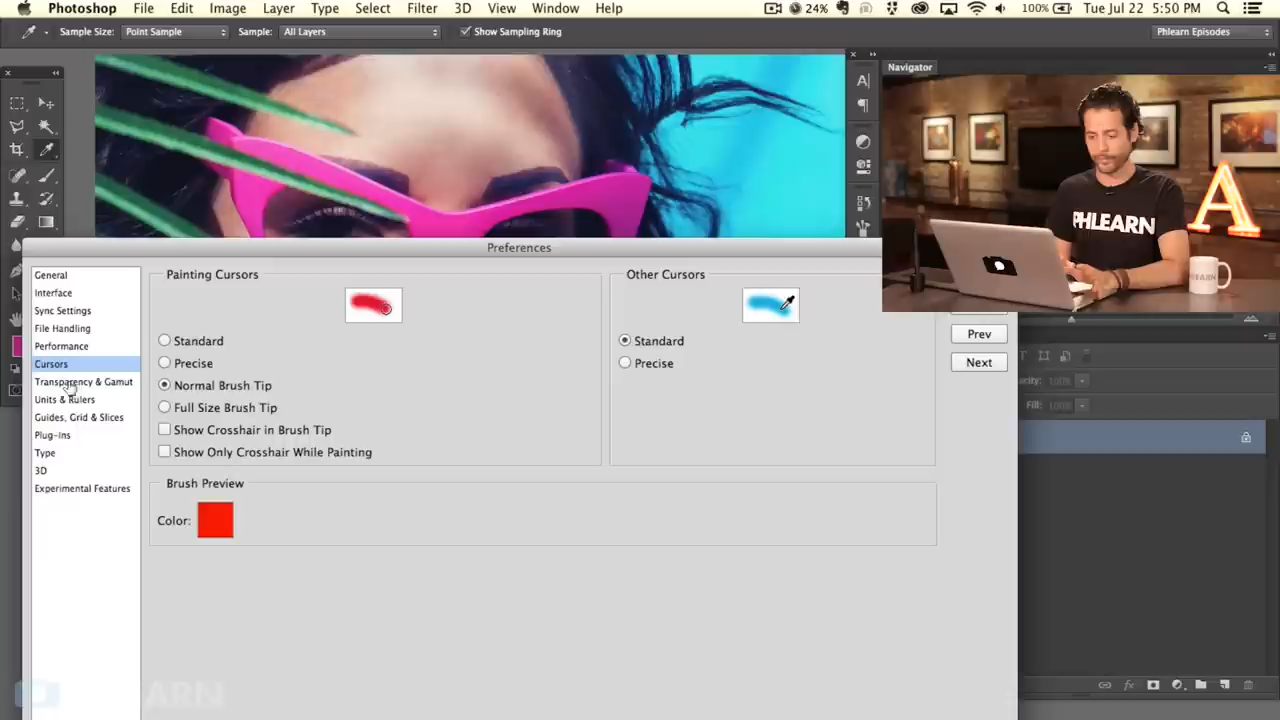 Photoshop File Edit Image Layer Type Select Filter 3D View Window Help 24% 100% Tue Jul 22 5:50 PM
Sample Size: Point Sample Sample: All Layers Show Sampling Ring Phlearn Episodes
Navigator
PHLEARN
A
Preferences
General
Interface
Sync Settings
File Handling
Performance
Cursors
Transparency & Gamut
Units & Rulers
Guides, Grid & Slices
Plug-Ins
Type
3D
Experimental Features
Painting Cursors
Standard
Precise
Normal Brush Tip
Full Size Brush Tip
Show Crosshair in Brush Tip
Show Only Crosshair While Painting
Other Cursors
Standard
Precise
Prev
Next
Brush Preview
Color:
Fill: 100%
ARN